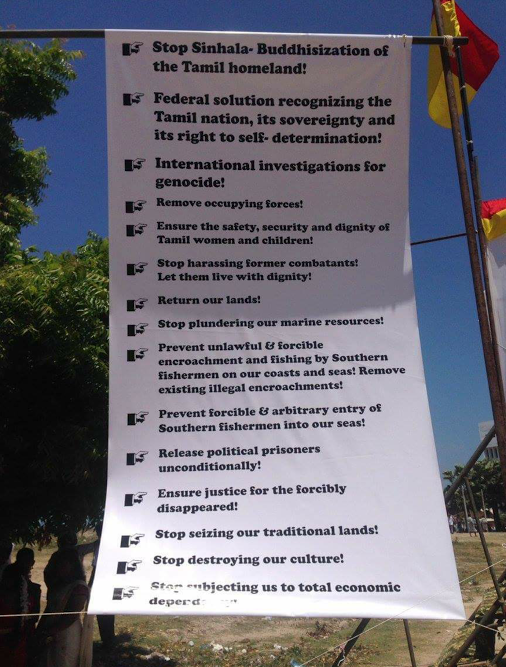 Stop Sinhala- Buddhisization of
the Tamil homeland!
Federal solution recognizing the
Tamil nation, its sovereignty and
its right to self- determination!
International investigations for
genocide!
Remove occupying forces!
Ensure the safety, security and dignity of
Tamil women and children!
Stop harassing former combatants!
Let them live with dignity!
Return our lands!
Stop plundering our marine resources!
Prevent unlawful & forcible
encroachment and fishing by Southern
fishermen on our coasts and seas! Remove
existing illegal encroachments!
Prevent forcible & arbitrary entry of
Southern fishermen into our seas!
Release political prisoners
unconditionally!
Ensure justice for the forcibly
disappeared!
Stop seizing our traditional lands!
Stop destroying our culture!
Stop subjecting us to total economic